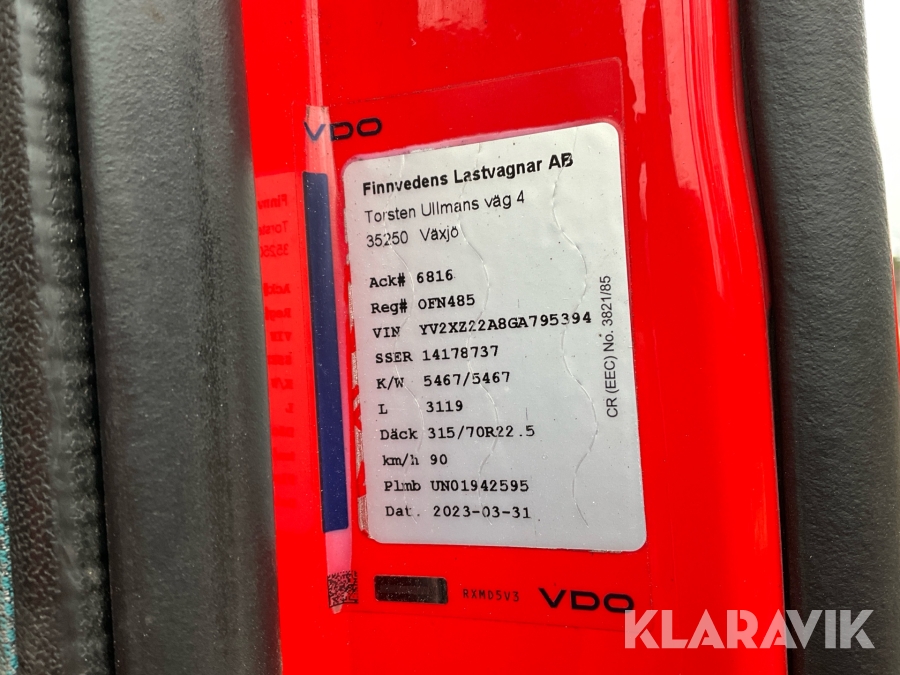 VDO
Finnvedens Lastvagnar AB
Torsten Ullmans väg 4
35250 Växjö
Ack# 6816
Reg# OFN485
VIN YV2XZ22A8GA795394
SSER 14178737
K/W 5467/5467
L 3119
Däck 315/70R22.5
km/h 90
Plmb UN01942595
Dat. 2023-03-31
CR (EEC) No. 3821/85
RXMD5V3 VDO
KLARAVIK